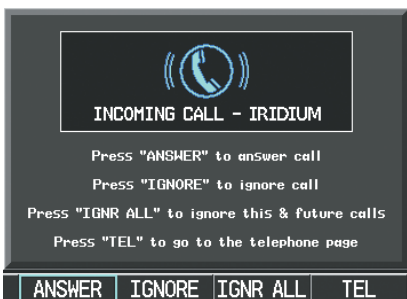 INCOMING CALL - IRIDIUM
Press "ANSWER" to answer call
Press "IGNORE" to ignore call
Press "IGNR ALL" to ignore this & future calls
Press "TEL" to go to the telephone page
ANSWER IGNORE IGNR ALL TEL